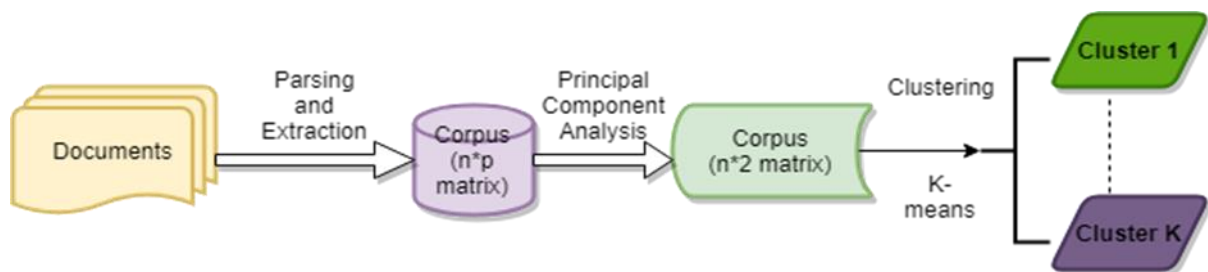 Documents
Parsing
and
Extraction
Corpus
(n*p
matrix)
Principal
Component
Analysis
Corpus
(n*2 matrix)
Clustering
K-
means
Cluster 1
Cluster K